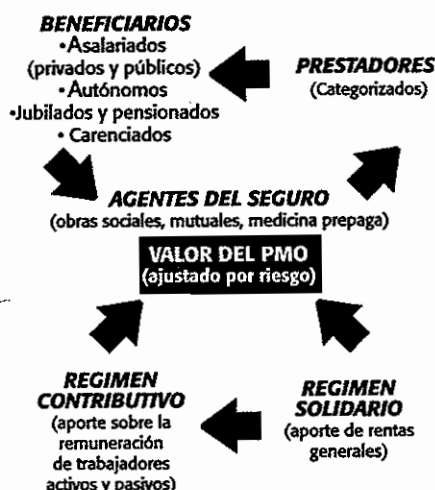 BENEFICIARIOS
•Asalariados
(privados y públicos)
•Autónomos
•Jubilados y pensionados
• Carenciados
PRESTADORES
(Categorizados)
AGENTES DEL SEGURO
(obras sociales, mutuales, medicina prepaga)
VALOR DEL PMO
(ajustado por riesgo)
REGIMEN
CONTRIBUTIVO
(aporte sobre la
remuneración
de trabajadores
activos y pasivos)
REGIMEN
SOLIDARIO
(aporte de rentas
generales)